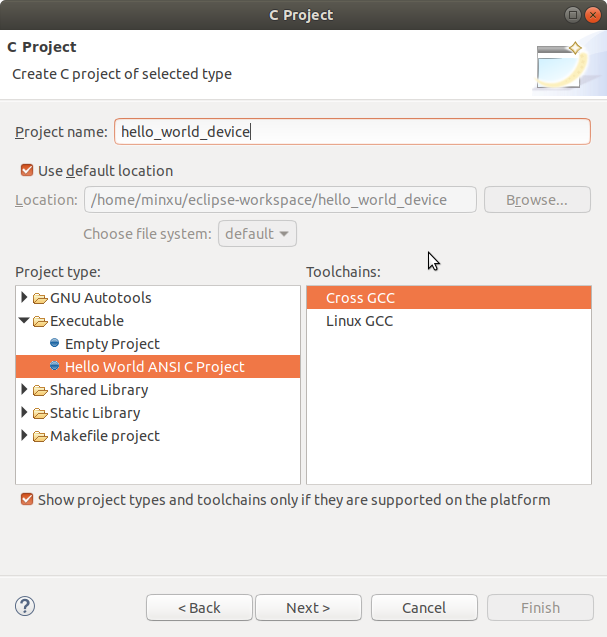 C Project
C Project
Create C project of selected type
Project name: hello_world_device
Use default location
Location: /home/minxu/eclipse-workspace/hello_world_device Browse...
Choose file system: default
Project type:
GNU Autotools
Executable
Empty Project
Hello World ANSI C Project
Shared Library
Static Library
Makefile project
Toolchains:
Cross GCC
Linux GCC
Show project types and toolchains only if they are supported on the platform
? < Back Next > Cancel Finish